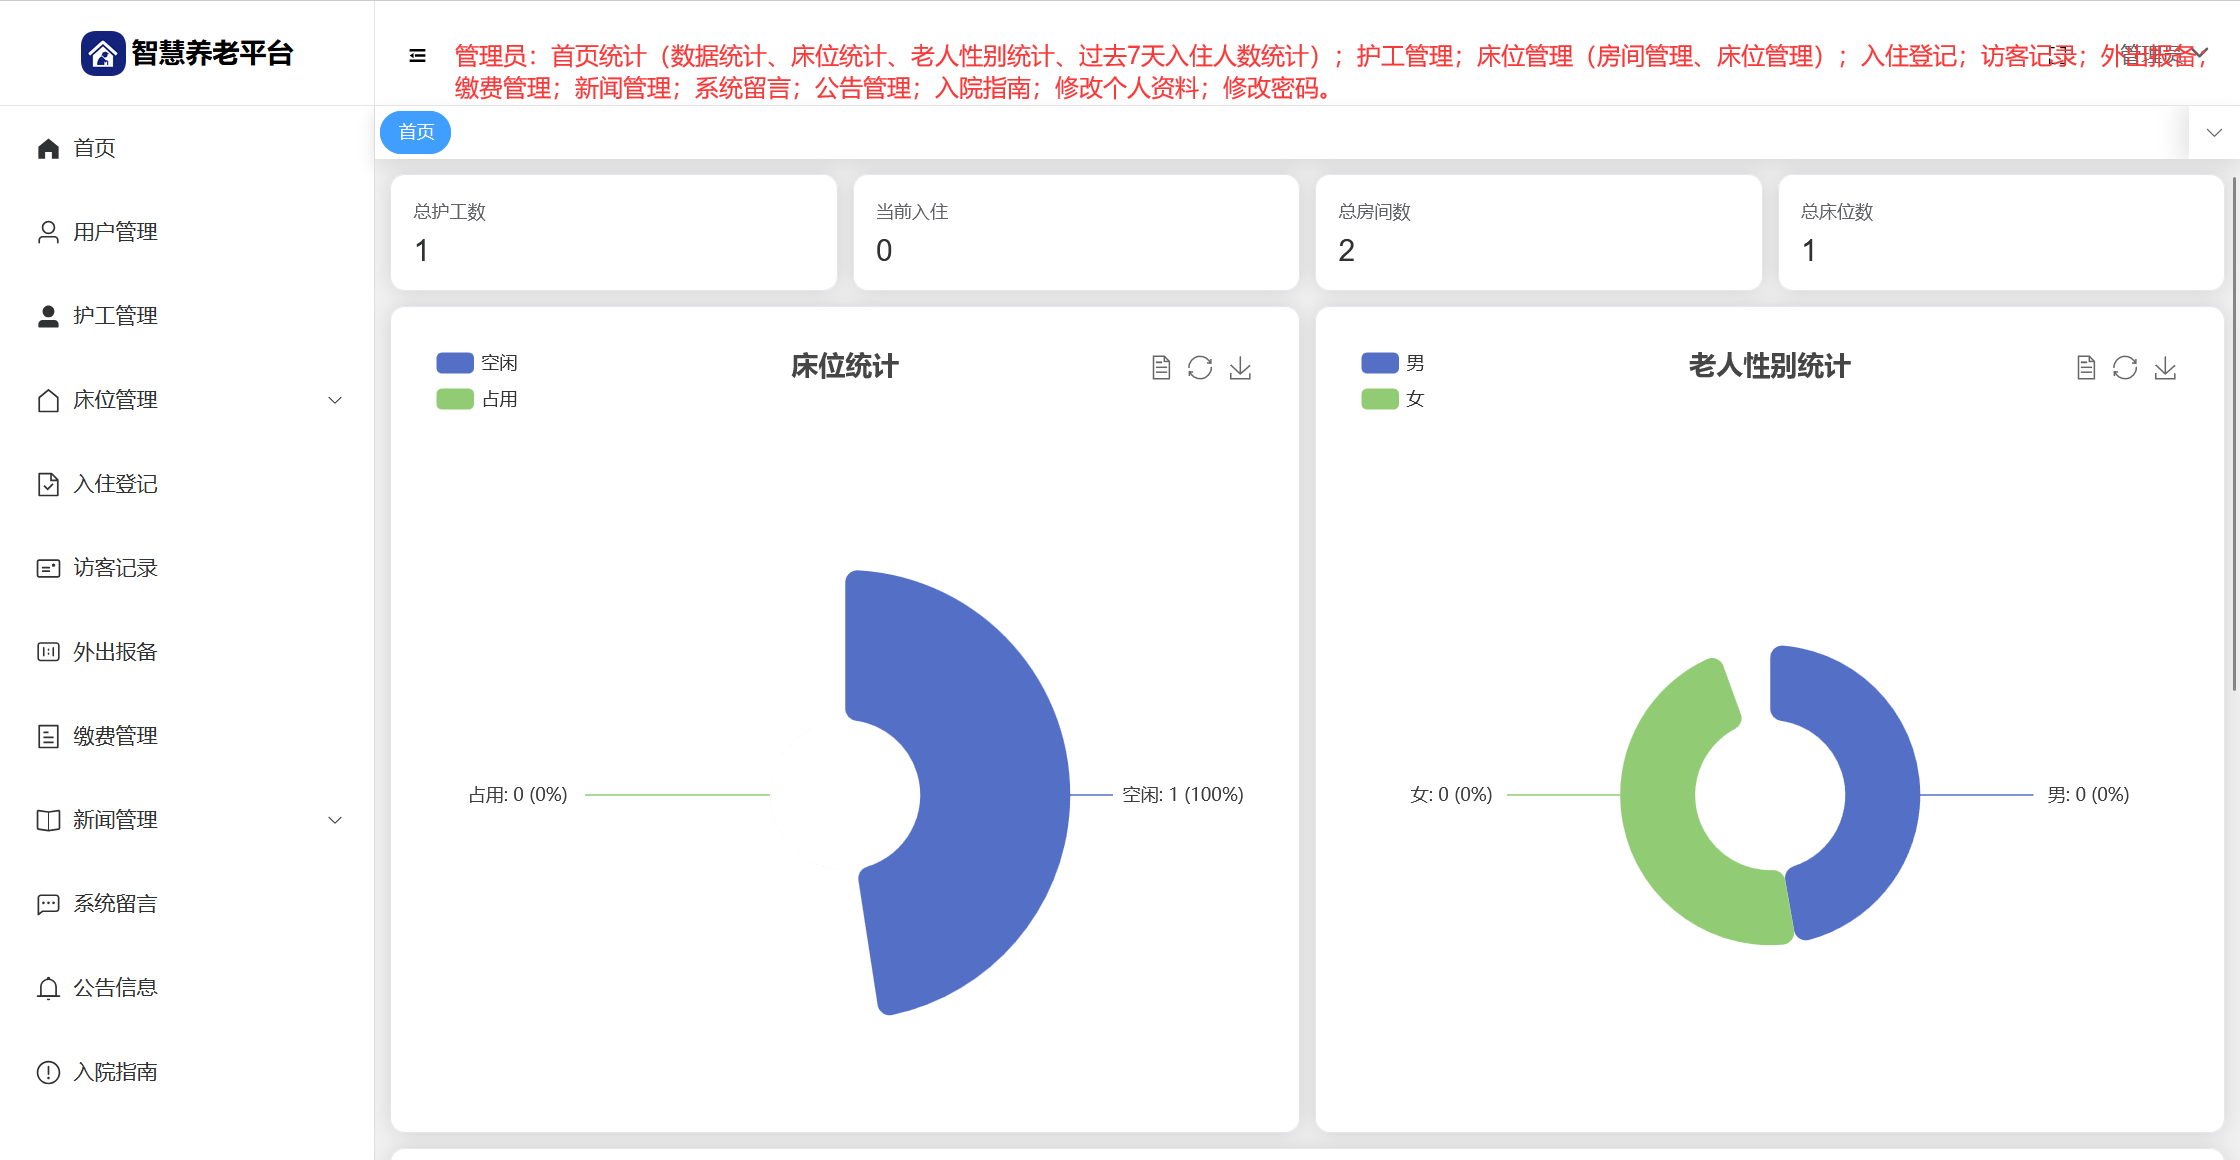 智慧养老平台
管理员：首页统计（数据统计、床位统计、老人性别统计、过去7天入住人数统计）；护工管理；床位管理（房间管理、床位管理）；入住登记；访客记录；外出报备；
缴费管理；新闻管理；系统留言；公告管理；入院指南；修改个人资料；修改密码。
管理员
首页
首页
用户管理
护工管理
床位管理
入住登记
访客记录
外出报备
缴费管理
新闻管理
系统留言
公告信息
入院指南
总护工数
1
当前入住
0
总房间数
2
总床位数
1
床位统计
空闲
占用
占用: 0 (0%)
空闲: 1 (100%)
老人性别统计
男
女
女: 0 (0%)
男: 0 (0%)